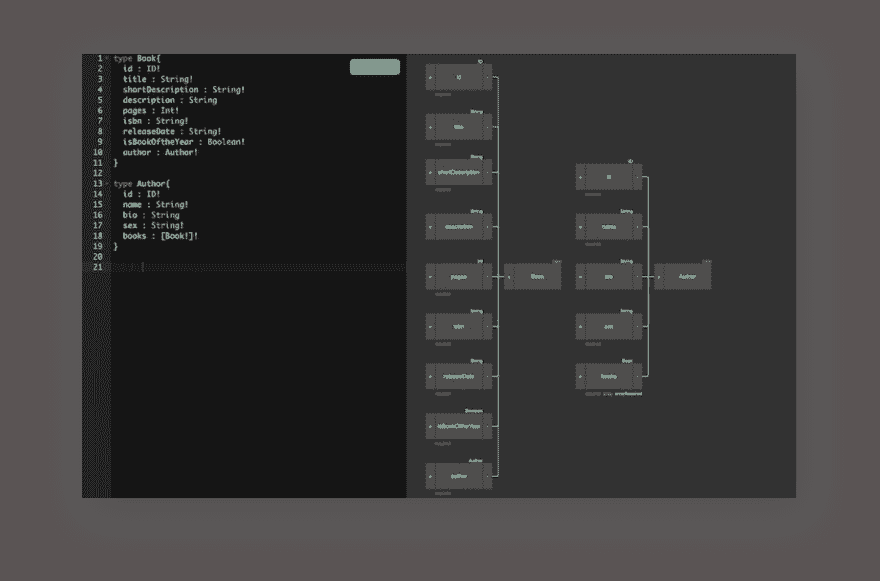 1 type Book{
2 id : ID!
3 title : String!
4 shortDescription : String!
5 description : String
6 pages : Int!
7 isbn : String!
8 releaseDate : String!
9 isBookOfTheYear : Boolean!
10 author : Author!
11 }
12
13 type Author{
14 id : ID!
15 name : String!
16 bio : String
17 sex : String!
18 books : [Book!]!
19 }
20
21
ID
id
String
title
String
shortDescription
String
description
Int
pages
Book
String
isbn
String
releaseDate
Boolean
isBookOfTheYear
Author
author
ID
id
String
name
String
bio
Author
String
sex
Book
books